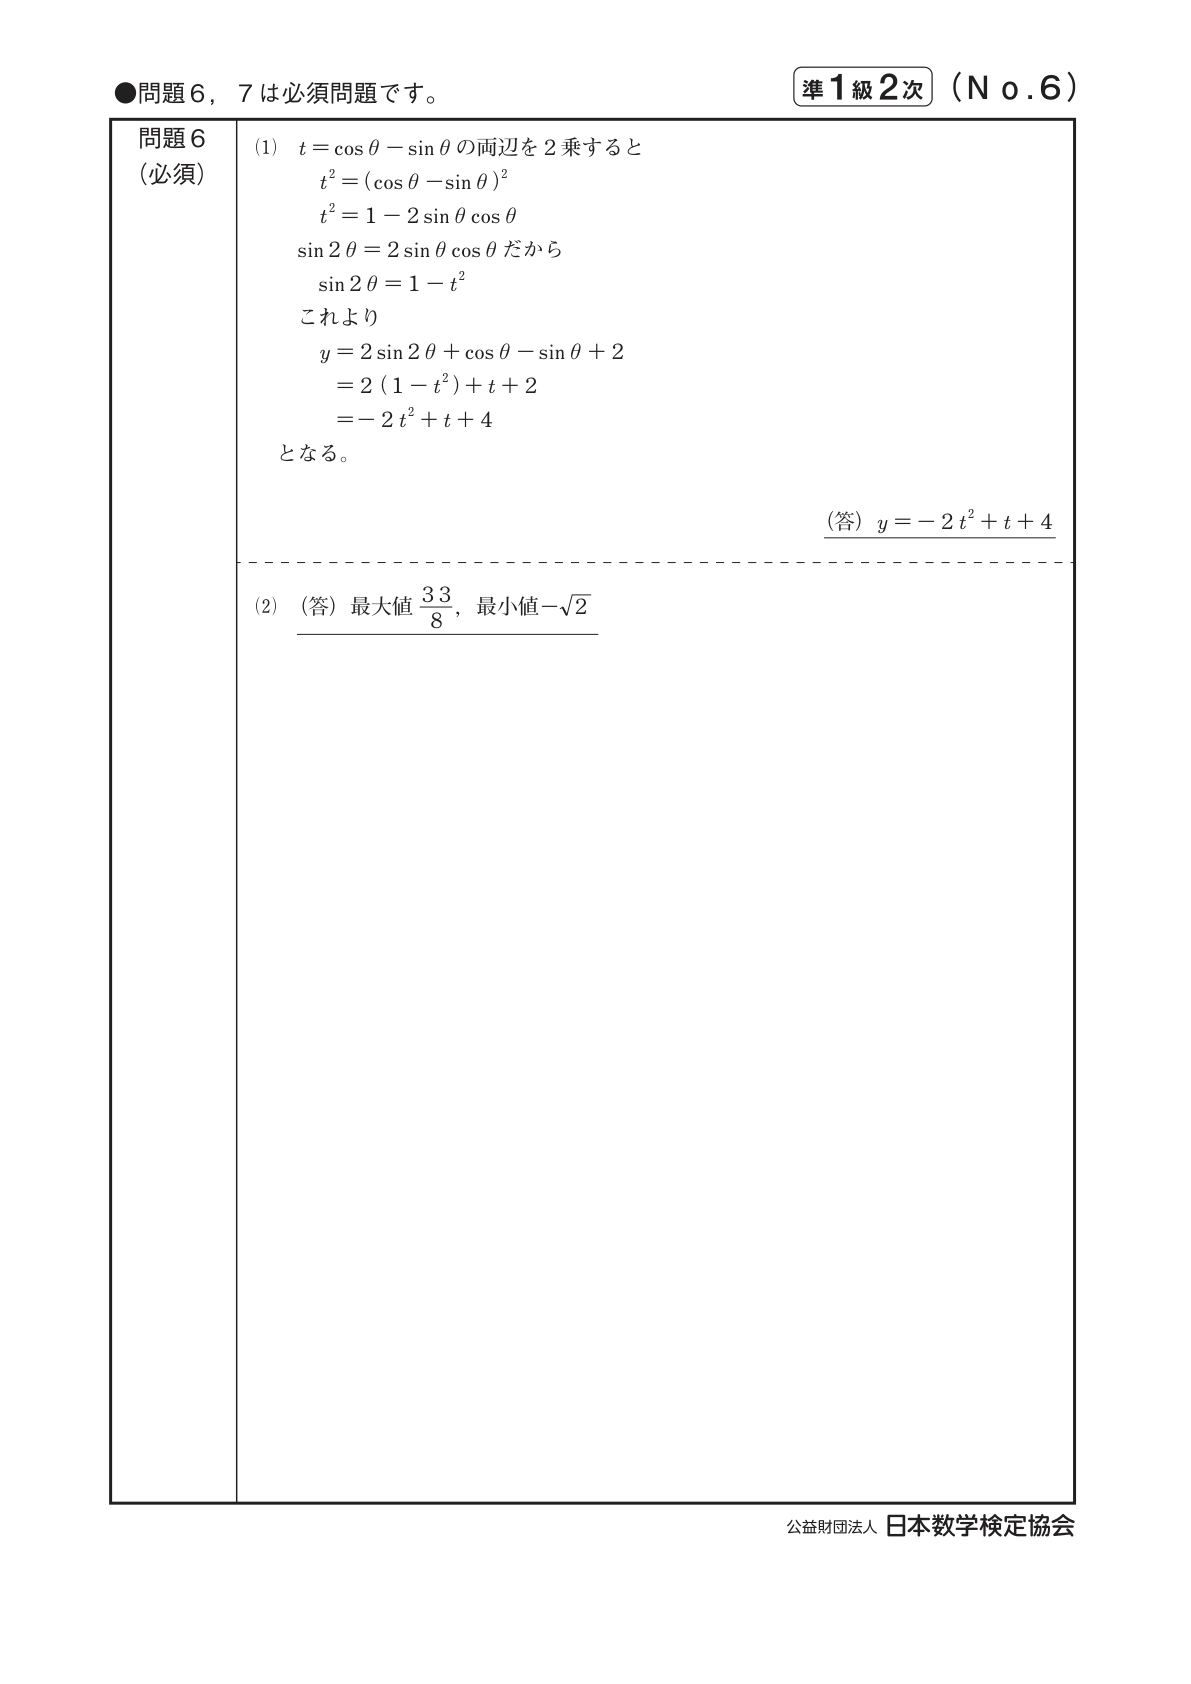 ●問題６，７は必須問題です。
準１級２次 （Ｎｏ.６）
問題６
（必須）
⑴ t＝cosθ－sinθの両辺を２乗すると
t²＝(cosθ－sinθ)²
t²＝１－２sinθcosθ
sin２θ＝２sinθcosθだから
sin２θ＝１－t²
これより
y＝２sin２θ＋cosθ－sinθ＋２
＝２(１－t²)＋t＋２
＝－２t²＋t＋４
となる。
（答） y＝－２t²＋t＋４
⑵ （答）最大値 33/8， 最小値－√２
公益財団法人 日本数学検定協会